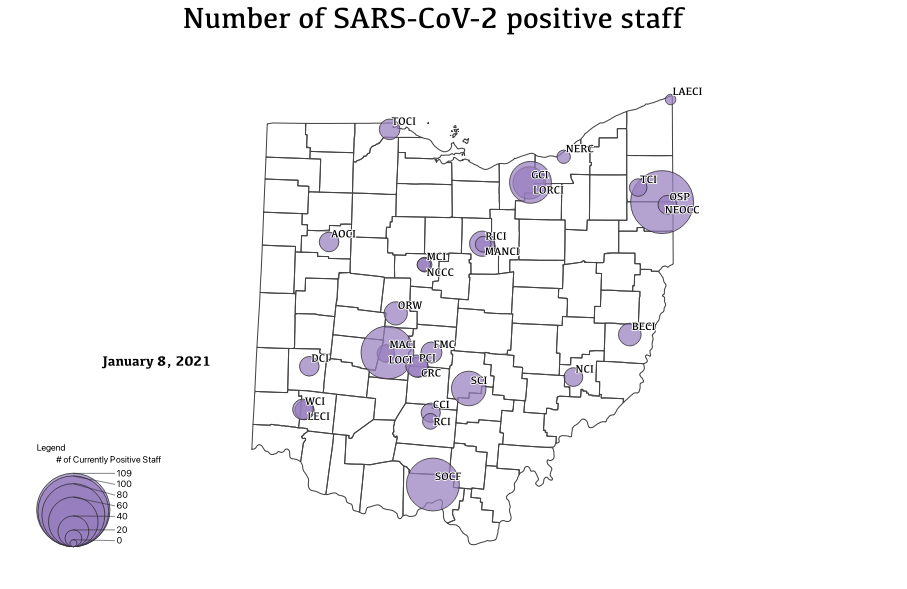 Number of SARS-CoV-2 positive staff
LAECI
TOCI
NERC
GCI
LORCI
TCI
OSP
NEOCC
AOCI
RICI
MANCI
MCI
NCCC
ORW
BECI
MACI
LOCI
FMC
PCI
CRC
January 8, 2021
DCI
SCI
NCI
WCI
LECI
CCI
RCI
SOCF
Legend
# of Currently Positive Staff
109
100
80
60
40
20
0